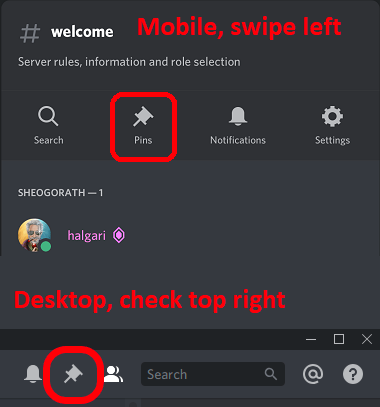 # welcome
Mobile, swipe left
Server rules, information and role selection
Search Pins Notifications Settings
SHEOGORATH — 1
halgari
Desktop, check top right
Search @ ?